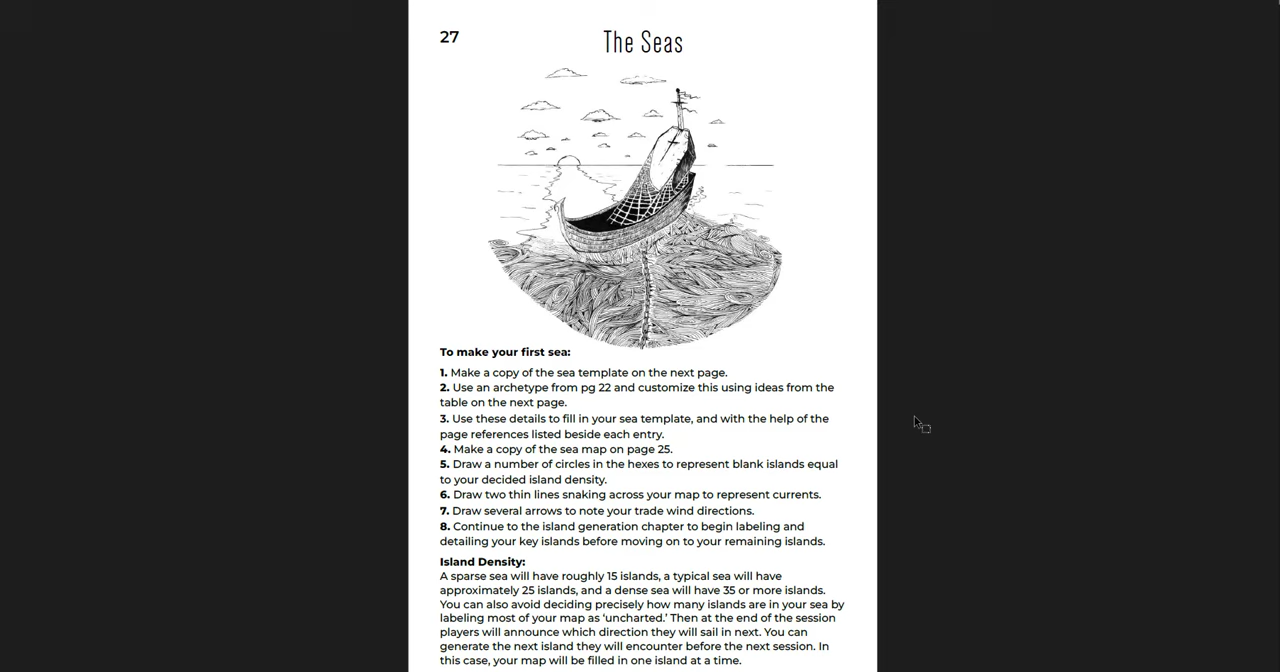 27
The Seas
To make your first sea:
1. Make a copy of the sea template on the next page.
2. Use an archetype from pg 22 and customize this using ideas from the
table on the next page.
3. Use these details to fill in your sea template, and with the help of the
page references listed beside each entry.
4. Make a copy of the sea map on page 25.
5. Draw a number of circles in the hexes to represent blank islands equal
to your decided island density.
6. Draw two thin lines snaking across your map to represent currents.
7. Draw several arrows to note your trade wind directions.
8. Continue to the island generation chapter to begin labeling and
detailing your key islands before moving on to your remaining islands.
Island Density:
A sparse sea will have roughly 15 islands, a typical sea will have
approximately 25 islands, and a dense sea will have 35 or more islands.
You can also avoid deciding precisely how many islands are in your sea by
labeling most of your map as ‘uncharted.’ Then at the end of the session
players will announce which direction they will sail in next. You can
generate the next island they will encounter before the next session. In
this case, your map will be filled in one island at a time.